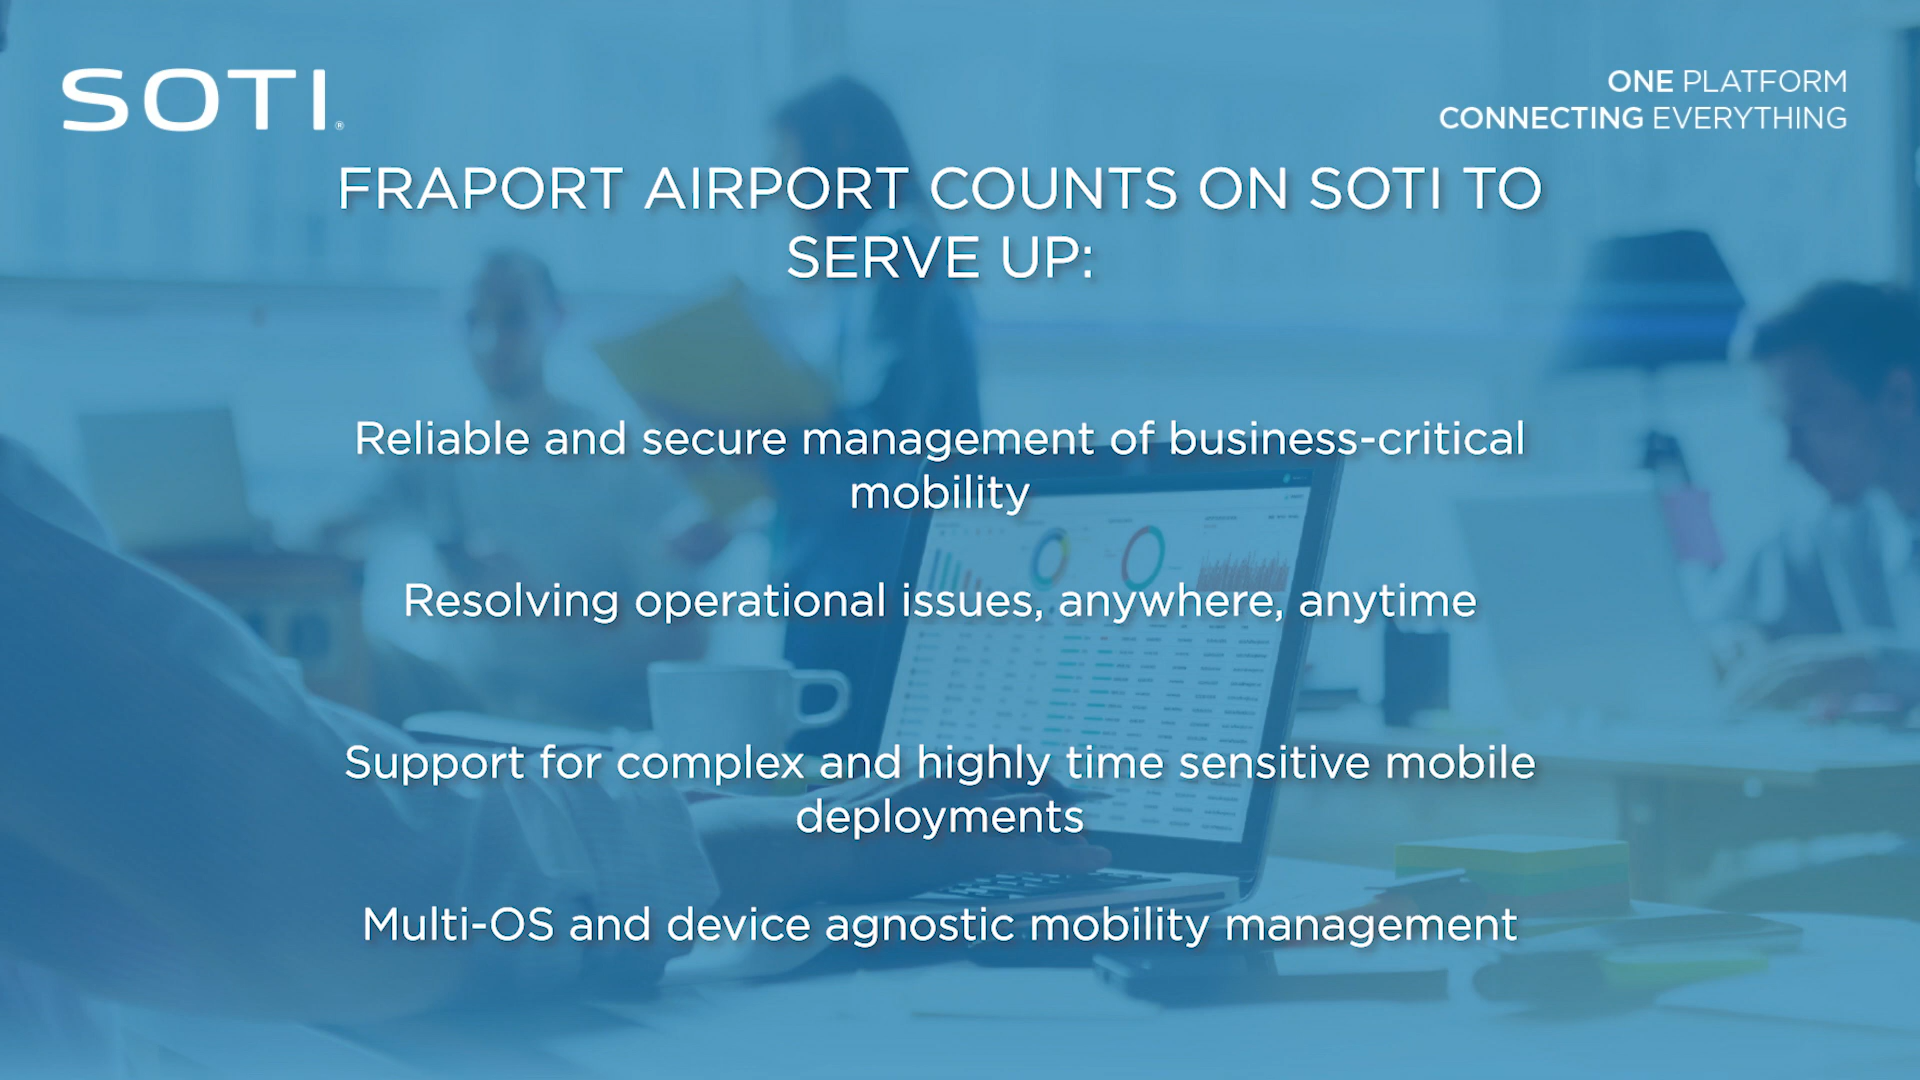 SOTI®
ONE PLATFORM
CONNECTING EVERYTHING
FRAPORT AIRPORT COUNTS ON SOTI TO
SERVE UP:
Reliable and secure management of business-critical
mobility
Resolving operational issues, anywhere, anytime
Support for complex and highly time sensitive mobile
deployments
Multi-OS and device agnostic mobility management